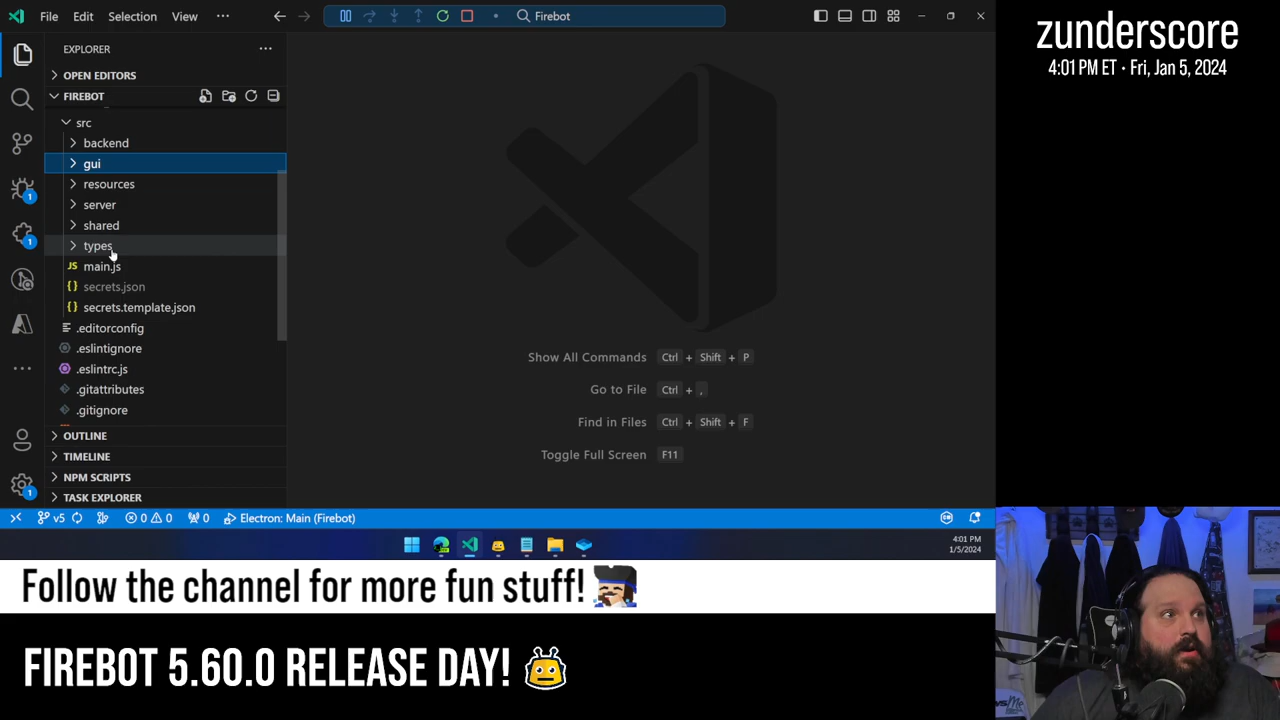 File Edit Selection View ··· Firebot
zunderscore
4:01 PM ET • Fri, Jan 5, 2024
EXPLORER
OPEN EDITORS
FIREBOT
src
backend
gui
resources
server
shared
types
JS main.js
{ } secrets.json
{ } secrets.template.json
.editorconfig
.eslintignore
.eslintrc.js
.gitattributes
.gitignore
OUTLINE
TIMELINE
NPM SCRIPTS
TASK EXPLORER
1
1
1
Show All Commands Ctrl + Shift + P
Go to File Ctrl + ,
Find in Files Ctrl + Shift + F
Toggle Full Screen F11
v5 0 0 0 Electron: Main (Firebot)
4:01 PM
1/5/2024
Follow the channel for more fun stuff!
FIREBOT 5.60.0 RELEASE DAY!